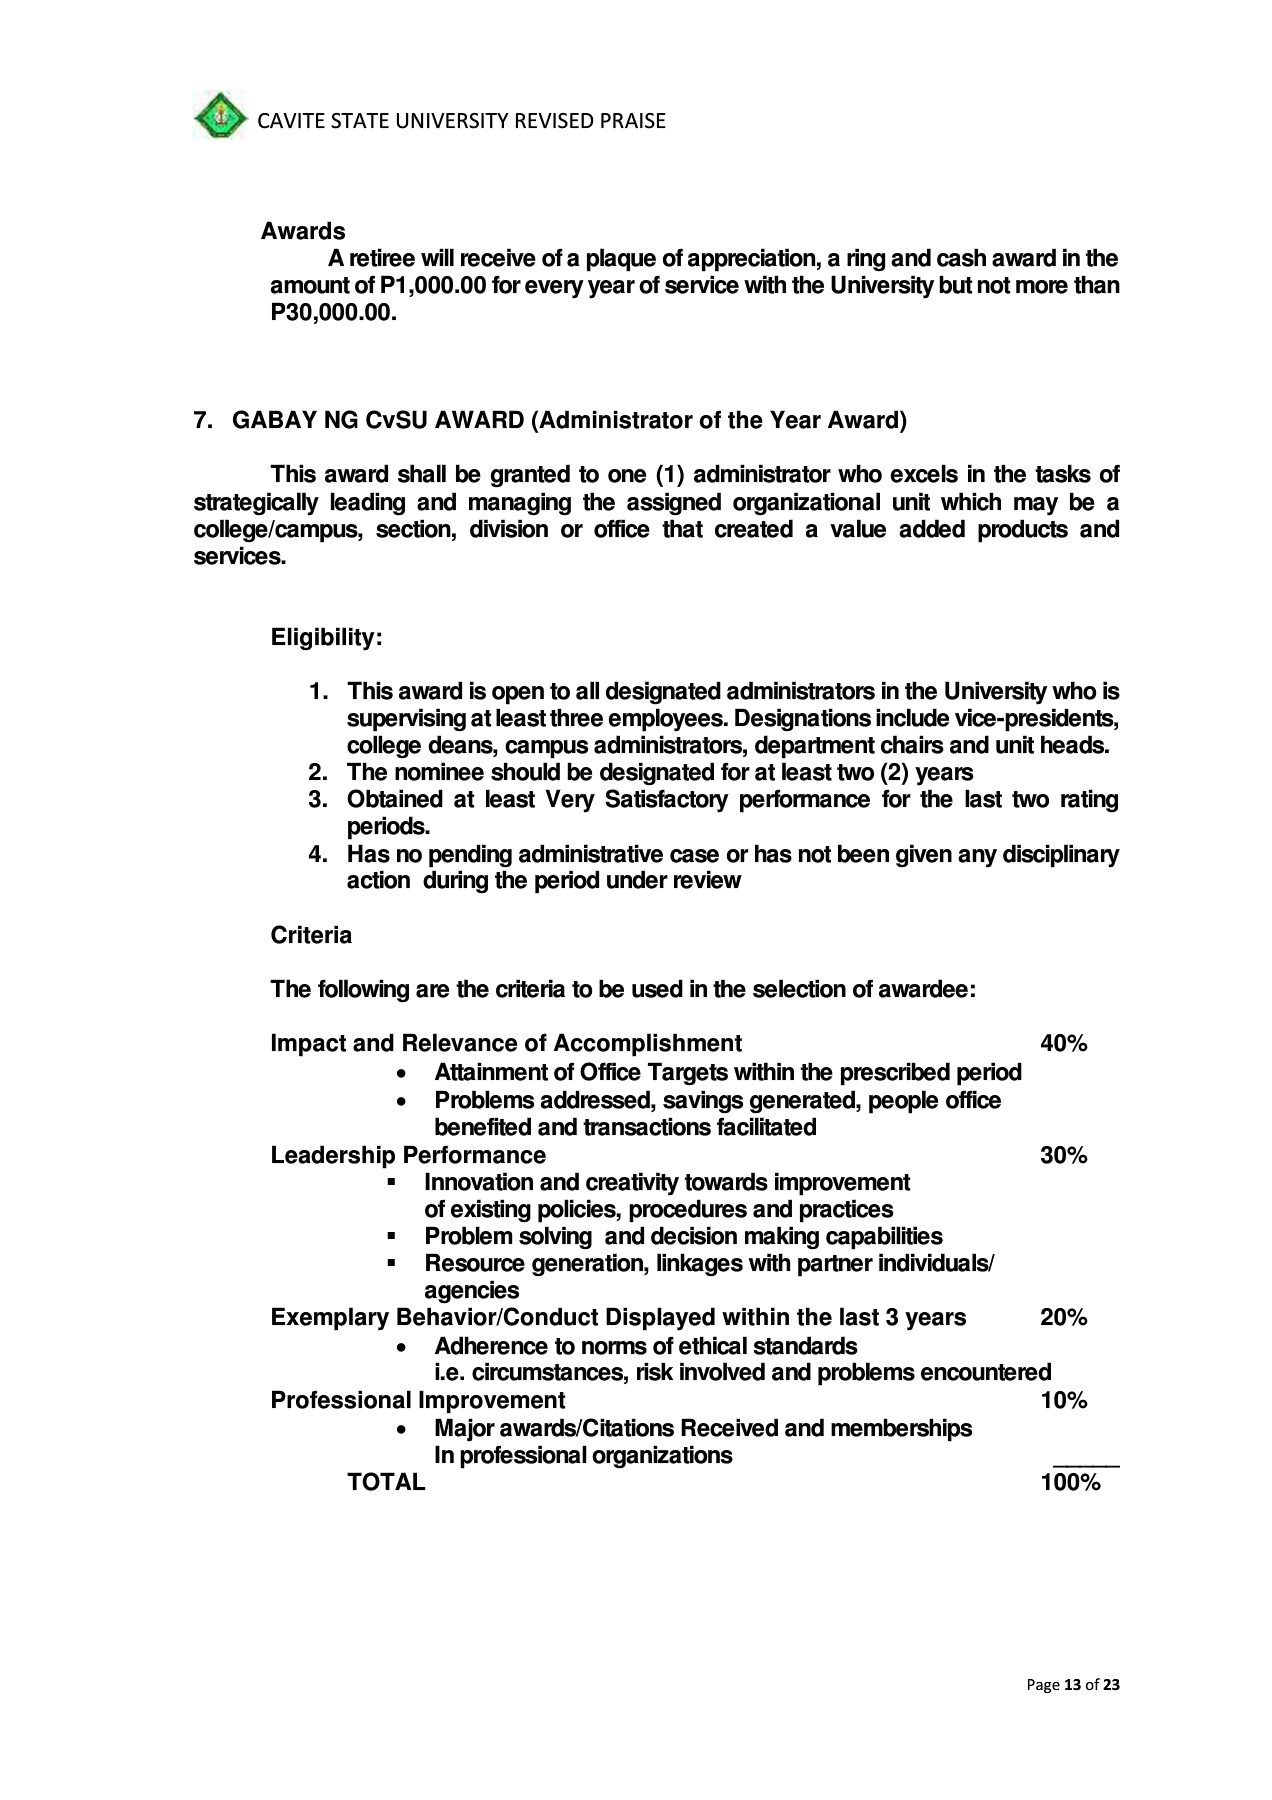 CAVITE STATE UNIVERSITY REVISED PRAISE
Awards
A retiree will receive of a plaque of appreciation, a ring and cash award in the
amount of P1,000.00 for every year of service with the University but not more than
P30,000.00.
7. GABAY NG CvSU AWARD (Administrator of the Year Award)
This award shall be granted to one (1) administrator who excels in the tasks of
strategically leading and managing the assigned organizational unit which may be a
college/campus, section, division or office that created a value added products and
services.
Eligibility:
1. This award is open to all designated administrators in the University who is
supervising at least three employees. Designations include vice-presidents,
college deans, campus administrators, department chairs and unit heads.
2. The nominee should be designated for at least two (2) years
3. Obtained at least Very Satisfactory performance for the last two rating
periods.
4. Has no pending administrative case or has not been given any disciplinary
action during the period under review
Criteria
The following are the criteria to be used in the selection of awardee:
Impact and Relevance of Accomplishment 40%
• Attainment of Office Targets within the prescribed period
• Problems addressed, savings generated, people office
benefited and transactions facilitated
Leadership Performance 30%
▪ Innovation and creativity towards improvement
of existing policies, procedures and practices
▪ Problem solving and decision making capabilities
▪ Resource generation, linkages with partner individuals/
agencies
Exemplary Behavior/Conduct Displayed within the last 3 years 20%
• Adherence to norms of ethical standards
i.e. circumstances, risk involved and problems encountered
Professional Improvement 10%
• Major awards/Citations Received and memberships
In professional organizations
TOTAL 100%
Page 13 of 23